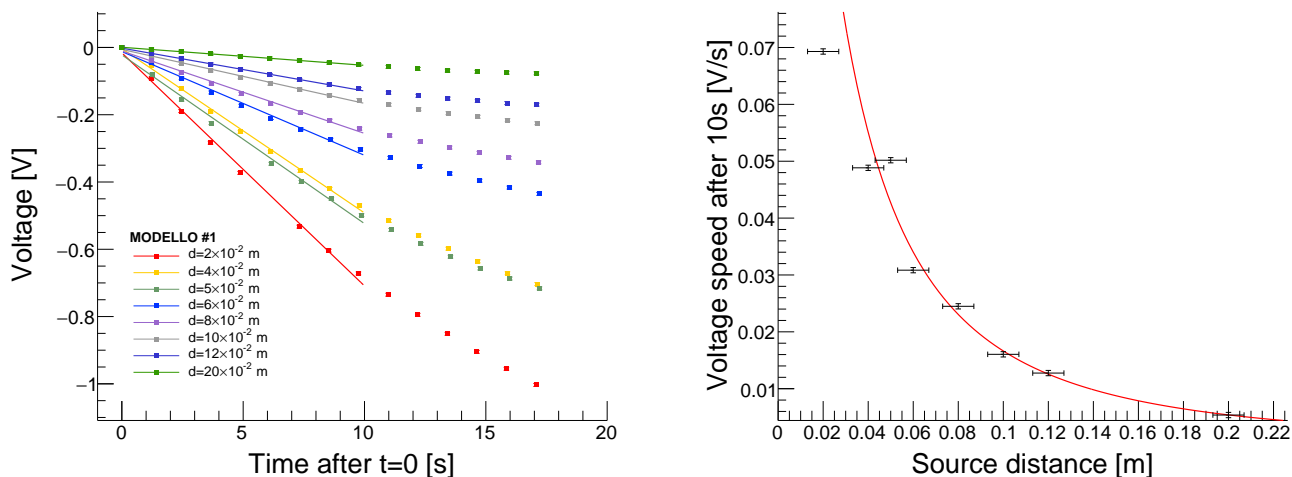 0
−0.2
−0.4
−0.6
−0.8
−1
Voltage [V]
MODELLO #1
d=2×10⁻² m
d=4×10⁻² m
d=5×10⁻² m
d=6×10⁻² m
d=8×10⁻² m
d=10×10⁻² m
d=12×10⁻² m
d=20×10⁻² m
0 5 10 15 20
Time after t=0 [s]
0.07
0.06
0.05
0.04
0.03
0.02
0.01
Voltage speed after 10s [V/s]
0 0.02 0.04 0.06 0.08 0.1 0.12 0.14 0.16 0.18 0.2 0.22
Source distance [m]